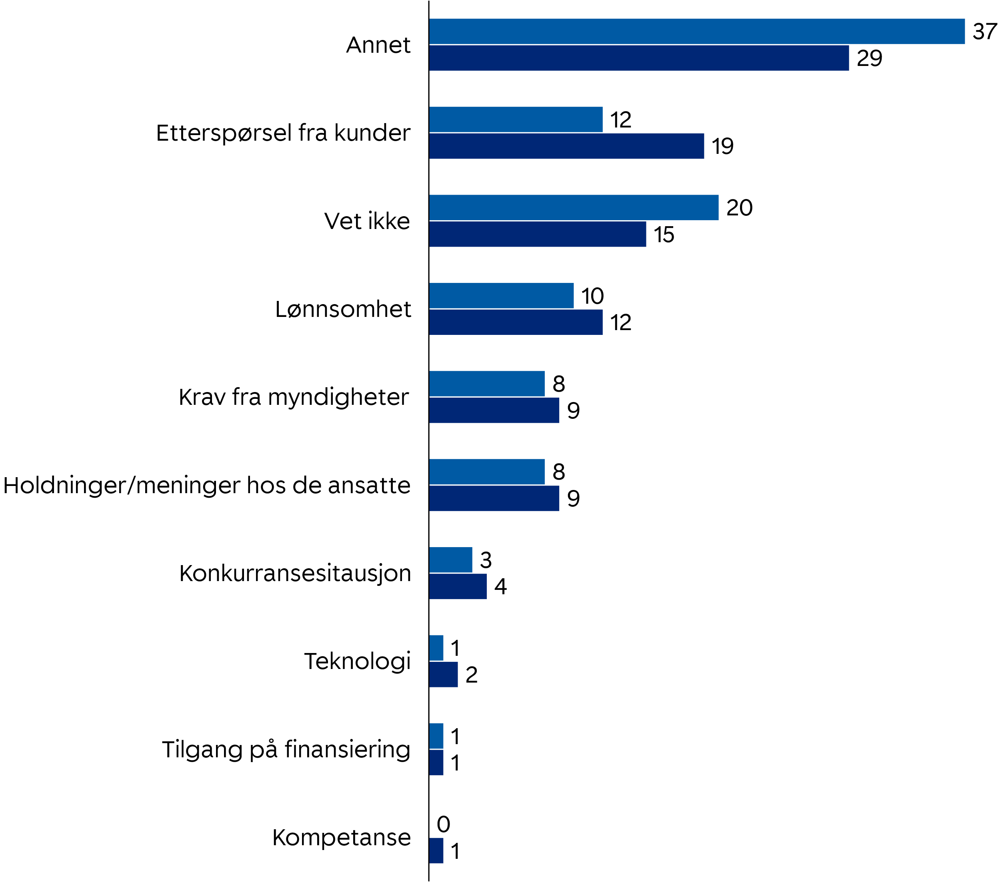 Annet
37
29
Etterspørsel fra kunder
12
19
Vet ikke
20
15
Lønnsomhet
10
12
Krav fra myndigheter
8
9
Holdninger/meninger hos de ansatte
8
9
Konkurransesitausjon
3
4
Teknologi
1
2
Tilgang på finansiering
1
1
Kompetanse
0
1